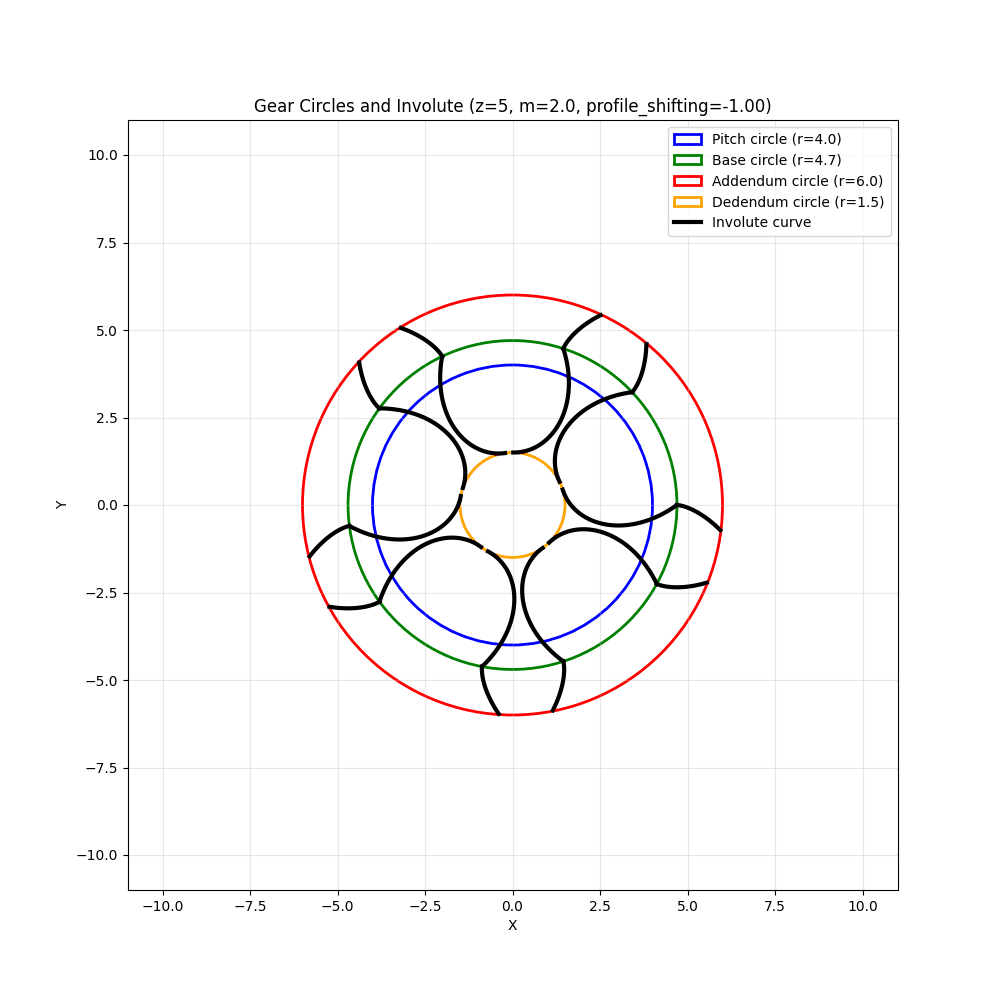 Gear Circles and Involute (z=5, m=2.0, profile_shifting=-1.00)
Pitch circle (r=4.0)
Base circle (r=4.7)
Addendum circle (r=6.0)
Dedendum circle (r=1.5)
Involute curve
10.0
7.5
5.0
2.5
0.0
−2.5
−5.0
−7.5
−10.0
Y
−10.0 −7.5 −5.0 −2.5 0.0 2.5 5.0 7.5 10.0
X